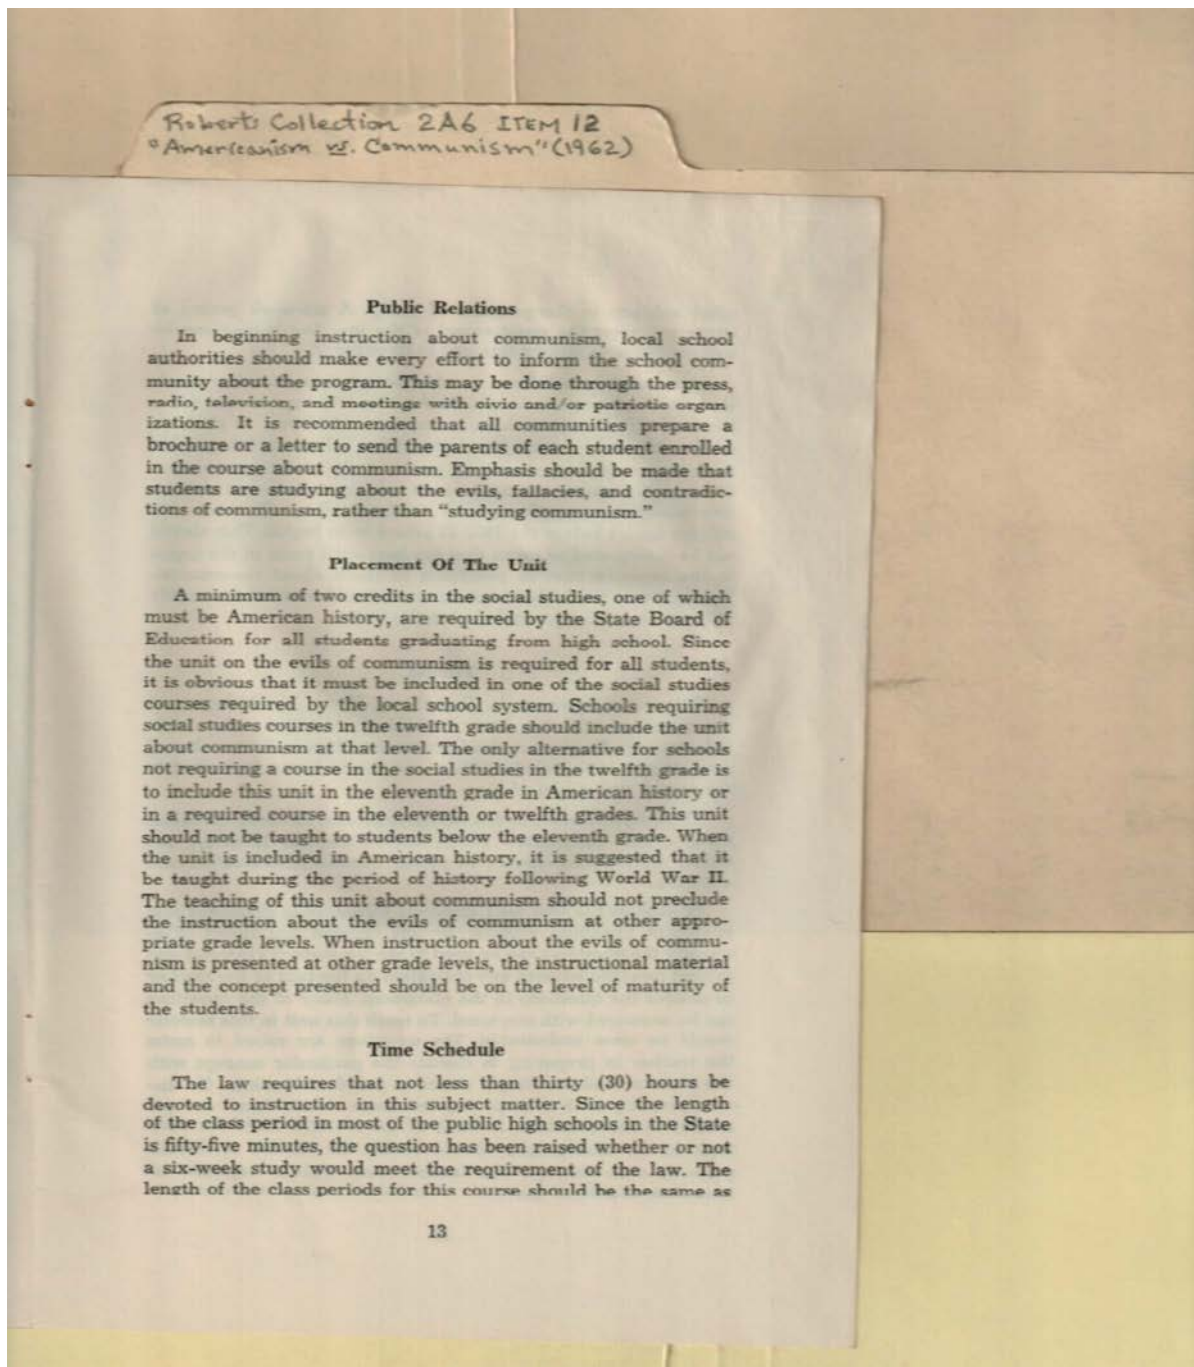 Roberts Collection 2A6 ITEM 12
"Americanism vs. Communism" (1962)
Public Relations
In beginning instruction about communism, local school
authorities should make every effort to inform the school com-
munity about the program. This may be done through the press,
radio, television, and meetings with civic and/or patriotic organ
izations. It is recommended that all communities prepare a
brochure or a letter to send the parents of each student enrolled
in the course about communism. Emphasis should be made that
students are studying about the evils, fallacies, and contradic-
tions of communism, rather than “studying communism.”
Placement Of The Unit
A minimum of two credits in the social studies, one of which
must be American history, are required by the State Board of
Education for all students graduating from high school. Since
the unit on the evils of communism is required for all students,
it is obvious that it must be included in one of the social studies
courses required by the local school system. Schools requiring
social studies courses in the twelfth grade should include the unit
about communism at that level. The only alternative for schools
not requiring a course in the social studies in the twelfth grade is
to include this unit in the eleventh grade in American history or
in a required course in the eleventh or twelfth grades. This unit
should not be taught to students below the eleventh grade. When
the unit is included in American history, it is suggested that it
be taught during the period of history following World War II.
The teaching of this unit about communism should not preclude
the instruction about the evils of communism at other appro-
priate grade levels. When instruction about the evils of commu-
nism is presented at other grade levels, the instructional material
and the concept presented should be on the level of maturity of
the students.
Time Schedule
The law requires that not less than thirty (30) hours be
devoted to instruction in this subject matter. Since the length
of the class period in most of the public high schools in the State
is fifty-five minutes, the question has been raised whether or not
a six-week study would meet the requirement of the law. The
length of the class periods for this course should be the same as
13